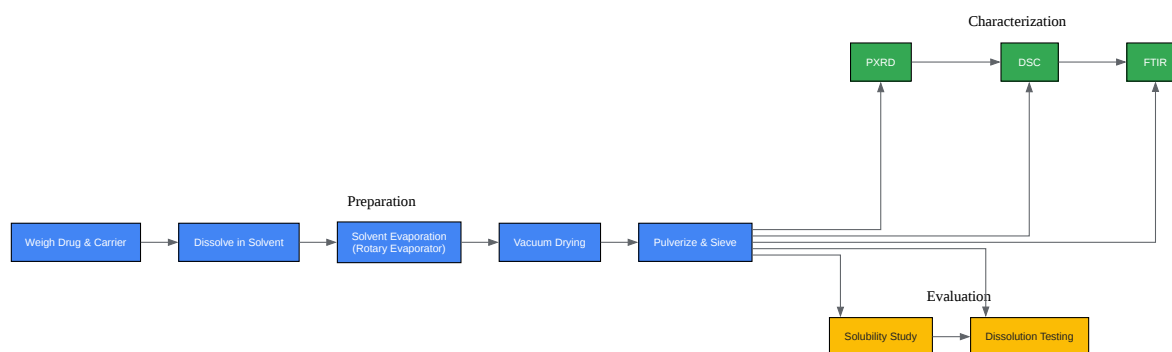 Characterization
PXRD
DSC
FTIR
Preparation
Weigh Drug & Carrier
Dissolve in Solvent
Solvent Evaporation
(Rotary Evaporator)
Vacuum Drying
Pulverize & Sieve
Evaluation
Solubility Study
Dissolution Testing